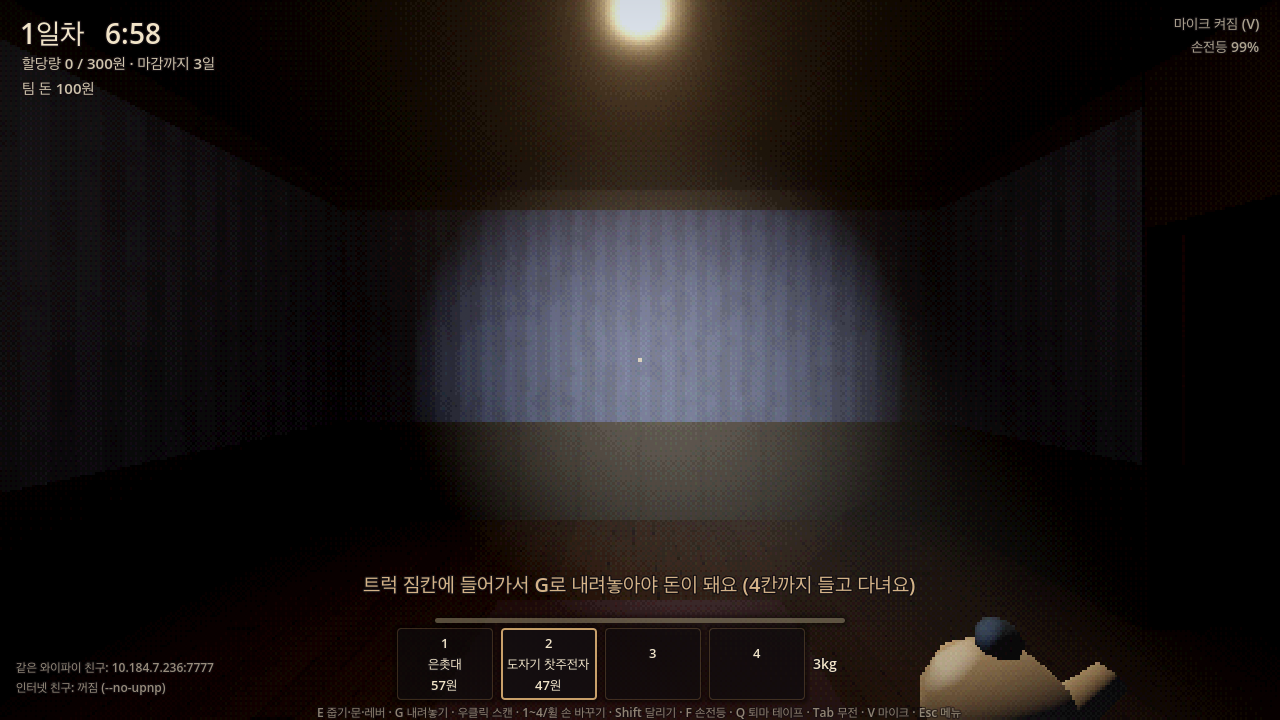 1일차 6:58
할당량 0 / 300원 · 마감까지 3일
팀 돈 100원
마이크 켜짐 (V)
손전등 99%
트럭 짐칸에 들어가서 G로 내려놓아야 돈이 돼요 (4칸까지 들고 다녀요)
1
은촛대
57원
2
도자기 찻주전자
47원
3
4
3kg
같은 와이파이 친구: 10.184.7.236:7777
인터넷 친구: 꺼짐 (--no-upnp)
E 줍기·문·레버 · G 내려놓기 · 우클릭 스캔 · 1~4/휠 손 바꾸기 · Shift 달리기 · F 손전등 · Q 퇴마 테이프 · Tab 무전 · V 마이크 · Esc 메뉴